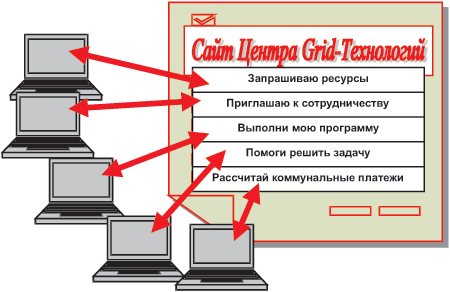 Сайт Центра Grid-Технологий
Запрашиваю ресурсы
Приглашаю к сотрудничеству
Выполни мою программу
Помоги решить задачу
Рассчитай коммунальные платежи